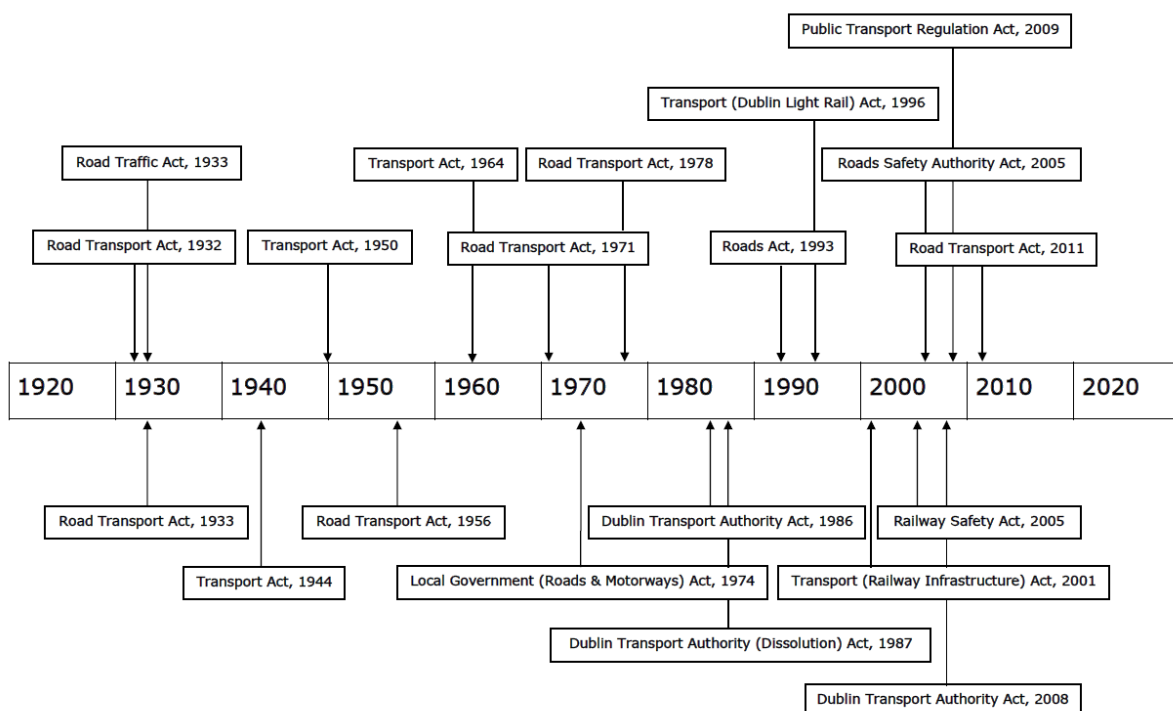 Public Transport Regulation Act, 2009
Transport (Dublin Light Rail) Act, 1996
Road Traffic Act, 1933
Transport Act, 1964
Road Transport Act, 1978
Roads Safety Authority Act, 2005
Road Transport Act, 1932
Transport Act, 1950
Road Transport Act, 1971
Roads Act, 1993
Road Transport Act, 2011
1920 1930 1940 1950 1960 1970 1980 1990 2000 2010 2020
Road Transport Act, 1933
Road Transport Act, 1956
Dublin Transport Authority Act, 1986
Railway Safety Act, 2005
Transport Act, 1944
Local Government (Roads & Motorways) Act, 1974
Transport (Railway Infrastructure) Act, 2001
Dublin Transport Authority (Dissolution) Act, 1987
Dublin Transport Authority Act, 2008